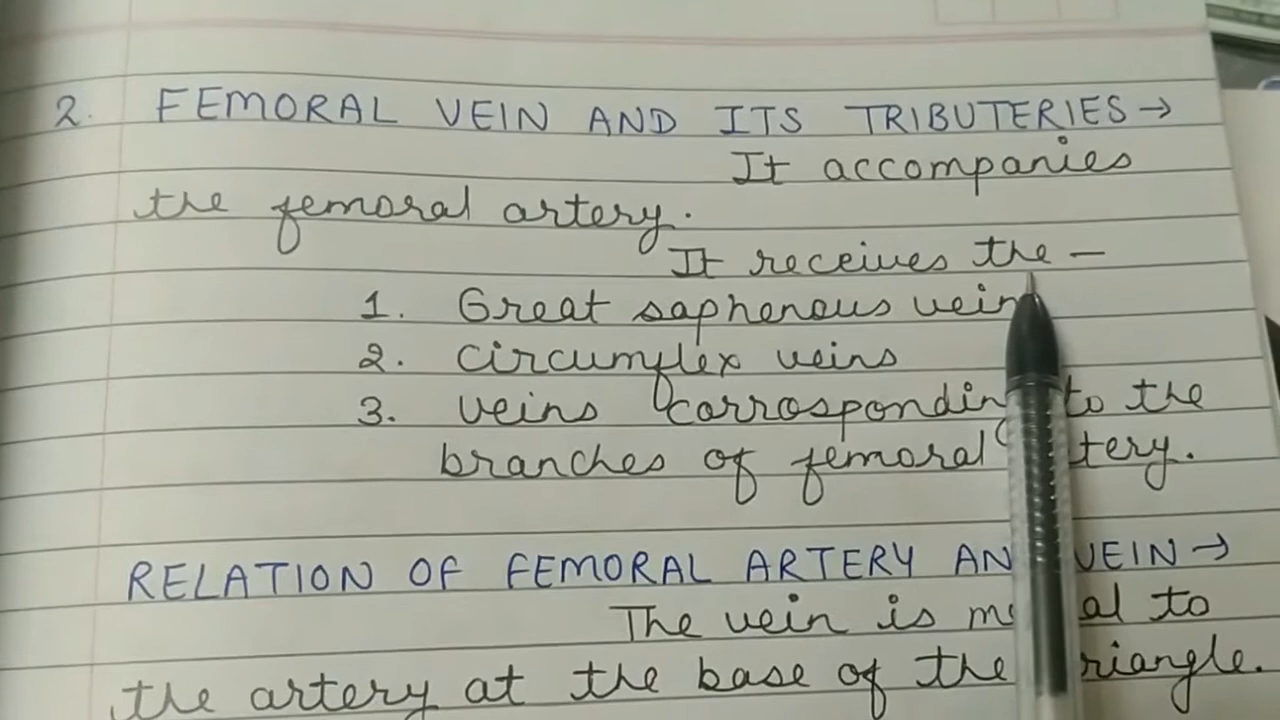 2. FEMORAL VEIN AND ITS TRIBUTERIES →
It accompanies
the femoral artery.
It receives the —
1. Great saphenous vein
2. circumflex veins
3. veins corrosponding to the
branches of femoral tery.
RELATION OF FEMORAL ARTERY AN VEIN →
The vein is m al to
the artery at the base of the riangle.